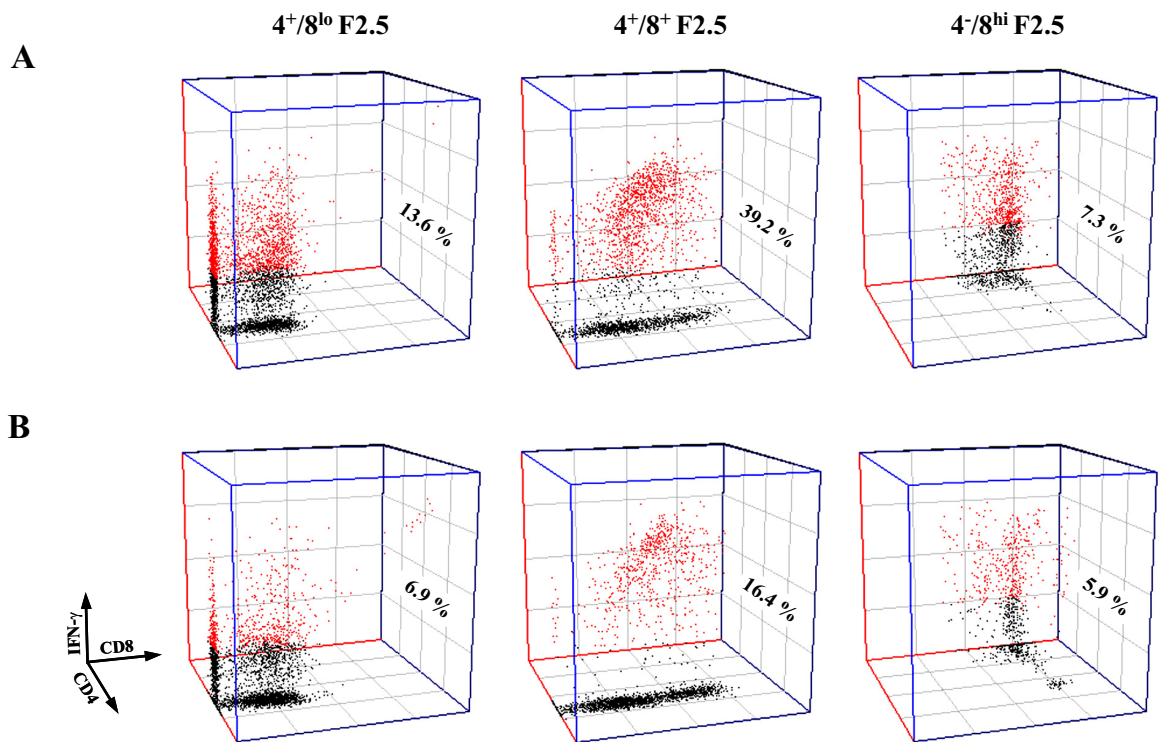 4⁺/8ˡᵒ F2.5 4⁺/8⁺ F2.5 4⁻/8ʰⁱ F2.5
A
13.6 % 39.2 % 7.3 %
B
6.9 % 16.4 % 5.9 %
IFN-γ
CD8
CD4